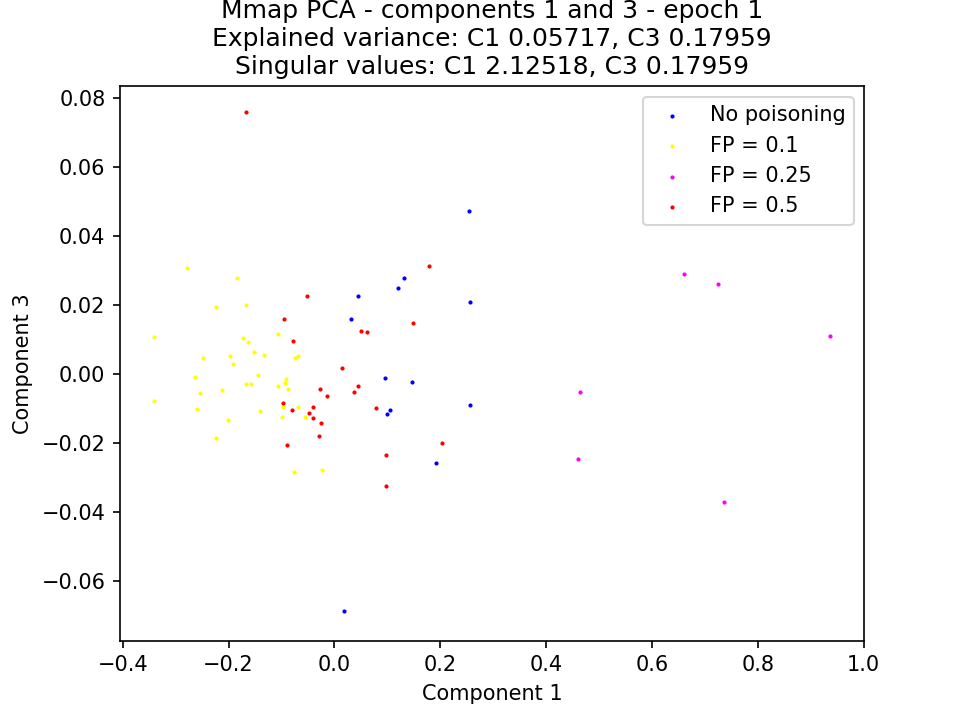 Mmap PCA - components 1 and 3 - epoch 1
Explained variance: C1 0.05717, C3 0.17959
Singular values: C1 2.12518, C3 0.17959
0.08
0.06
0.04
0.02
0.00
−0.02
−0.04
−0.06
Component 3
No poisoning
FP = 0.1
FP = 0.25
FP = 0.5
−0.4 −0.2 0.0 0.2 0.4 0.6 0.8 1.0
Component 1